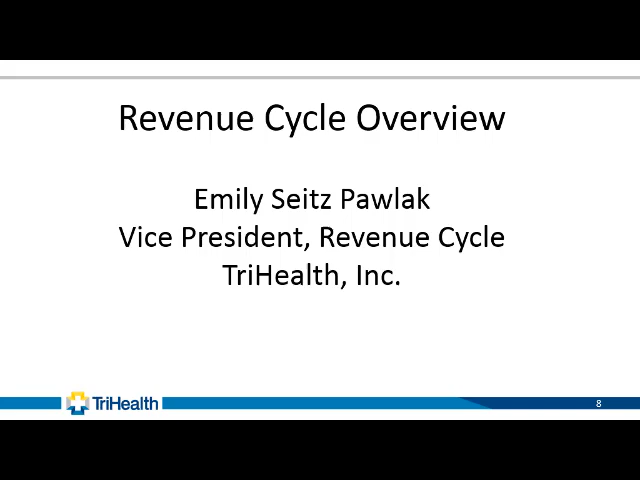 Revenue Cycle Overview
Emily Seitz Pawlak
Vice President, Revenue Cycle
TriHealth, Inc.
TriHealth
8